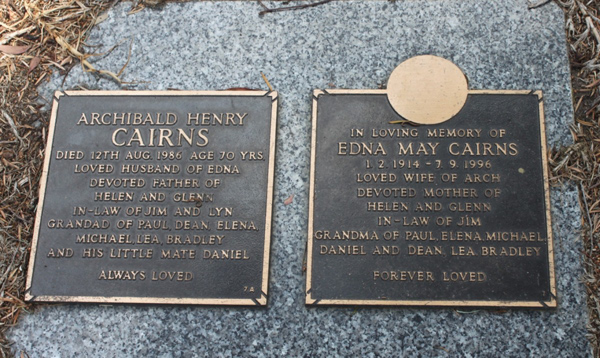 ARCHIBALD HENRY
CAIRNS
DIED 12TH AUG. 1986 AGE 70 YRS.
LOVED HUSBAND OF EDNA
DEVOTED FATHER OF
HELEN AND GLENN
IN-LAW OF JIM AND LYN
GRANDAD OF PAUL, DEAN, ELENA,
MICHAEL, LEA, BRADLEY
AND HIS LITTLE MATE DANIEL
ALWAYS LOVED
IN LOVING MEMORY OF
EDNA MAY CAIRNS
1.2.1914 - 7.9.1996
LOVED WIFE OF ARCH
DEVOTED MOTHER OF
HELEN AND GLENN
IN-LAW OF JIM
GRANDMA OF PAUL, ELENA, MICHAEL,
DANIEL AND DEAN, LEA, BRADLEY
FOREVER LOVED